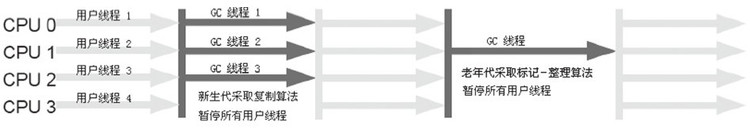 CPU 0
用户线程 1
GC 线程 1
CPU 1
用户线程 2
GC 线程 2
GC 线程
CPU 2
用户线程 3
GC 线程 3
CPU 3
用户线程 4
新生代采取复制算法
暂停所有用户线程
老年代采取标记-整理算法
暂停所有用户线程